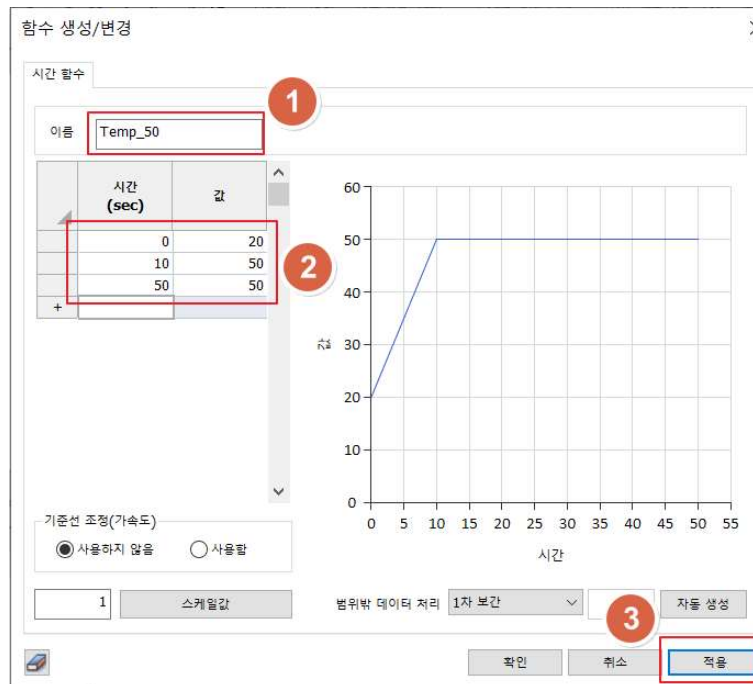 함수 생성/변경
시간 함수
1
이름 Temp_50
시간 (sec) 값
0 20
10 50
50 50
+
2
60
50
40
30
20
10
0
값
0 5 10 15 20 25 30 35 40 45 50 55
시간
기준선 조정(가속도)
사용하지 않음 사용함
1 스케일값
범위밖 데이터 처리 1차 보간 자동 생성
3
확인 취소 적용